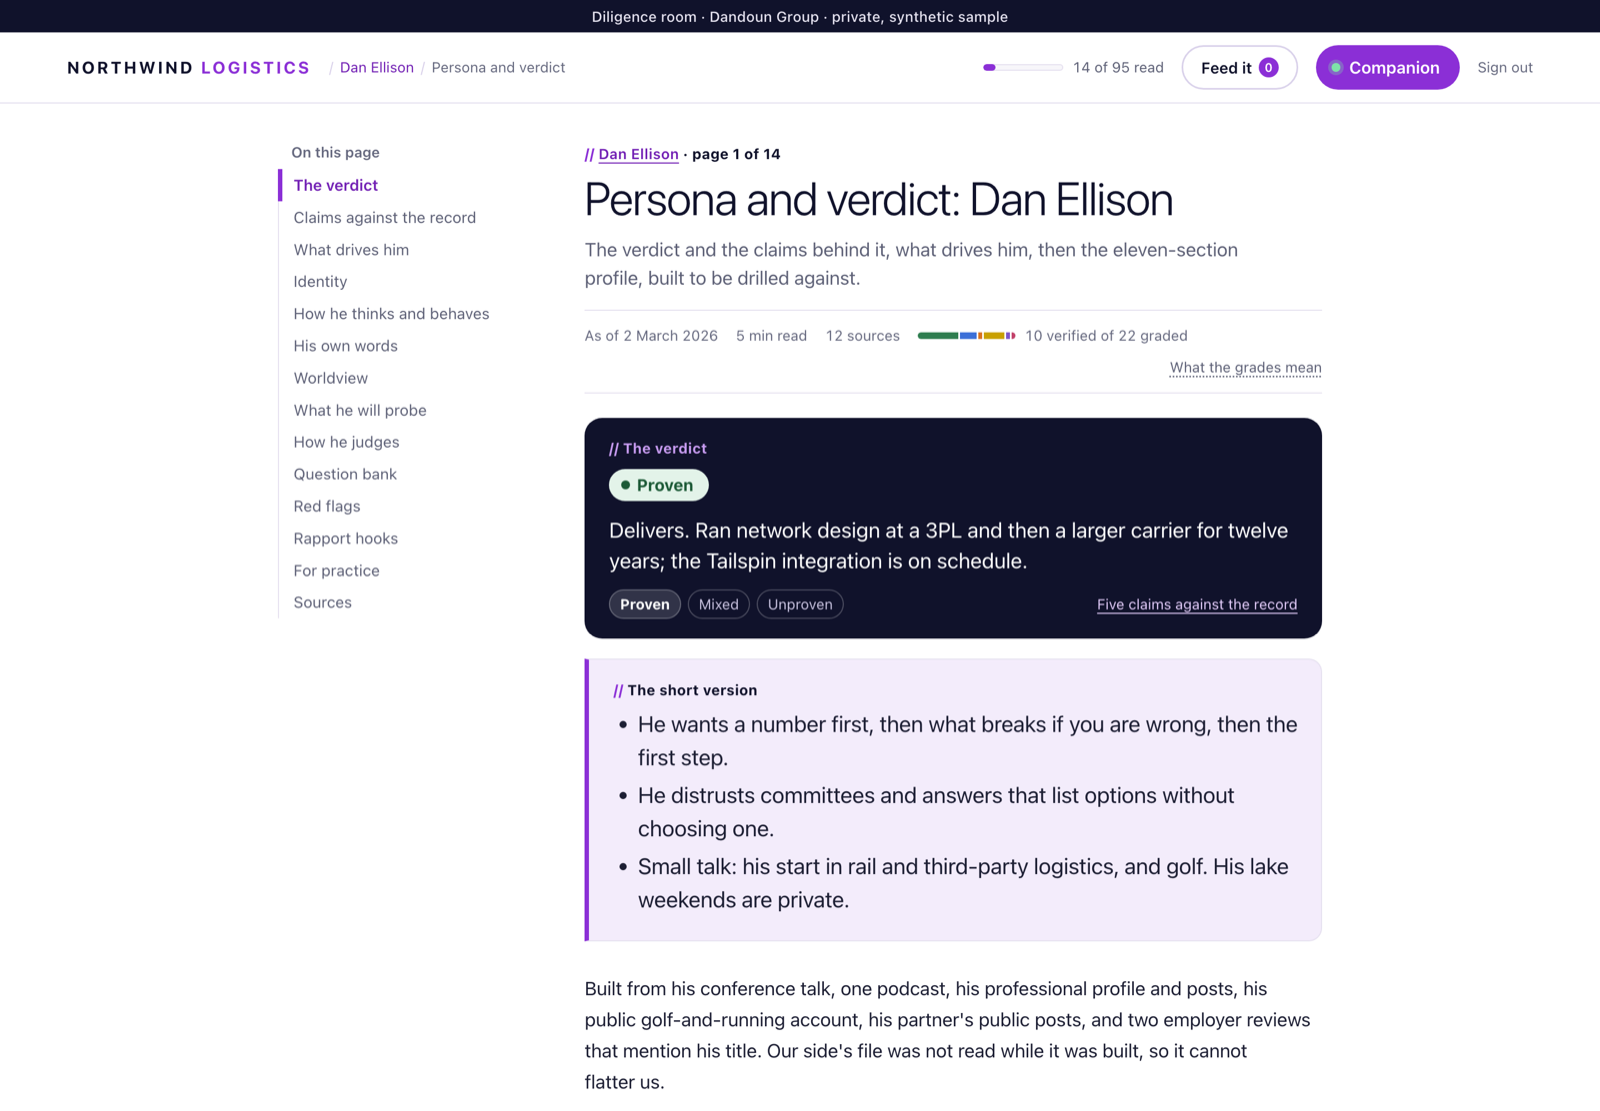 Diligence room · Dandoun Group · private, synthetic sample
NORTHWIND LOGISTICS / Dan Ellison / Persona and verdict
14 of 95 read
Feed it 0
Companion
Sign out
On this page
The verdict
Claims against the record
What drives him
Identity
How he thinks and behaves
His own words
Worldview
What he will probe
How he judges
Question bank
Red flags
Rapport hooks
For practice
Sources
// Dan Ellison · page 1 of 14
Persona and verdict: Dan Ellison
The verdict and the claims behind it, what drives him, then the eleven-section
profile, built to be drilled against.
As of 2 March 2026 5 min read 12 sources 10 verified of 22 graded
What the grades mean
// The verdict
Proven
Delivers. Ran network design at a 3PL and then a larger carrier for twelve
years; the Tailspin integration is on schedule.
Proven Mixed Unproven Five claims against the record
// The short version
• He wants a number first, then what breaks if you are wrong, then the
first step.
• He distrusts committees and answers that list options without
choosing one.
• Small talk: his start in rail and third-party logistics, and golf. His lake
weekends are private.
Built from his conference talk, one podcast, his professional profile and posts, his
public golf-and-running account, his partner's public posts, and two employer reviews
that mention his title. Our side's file was not read while it was built, so it cannot
flatter us.